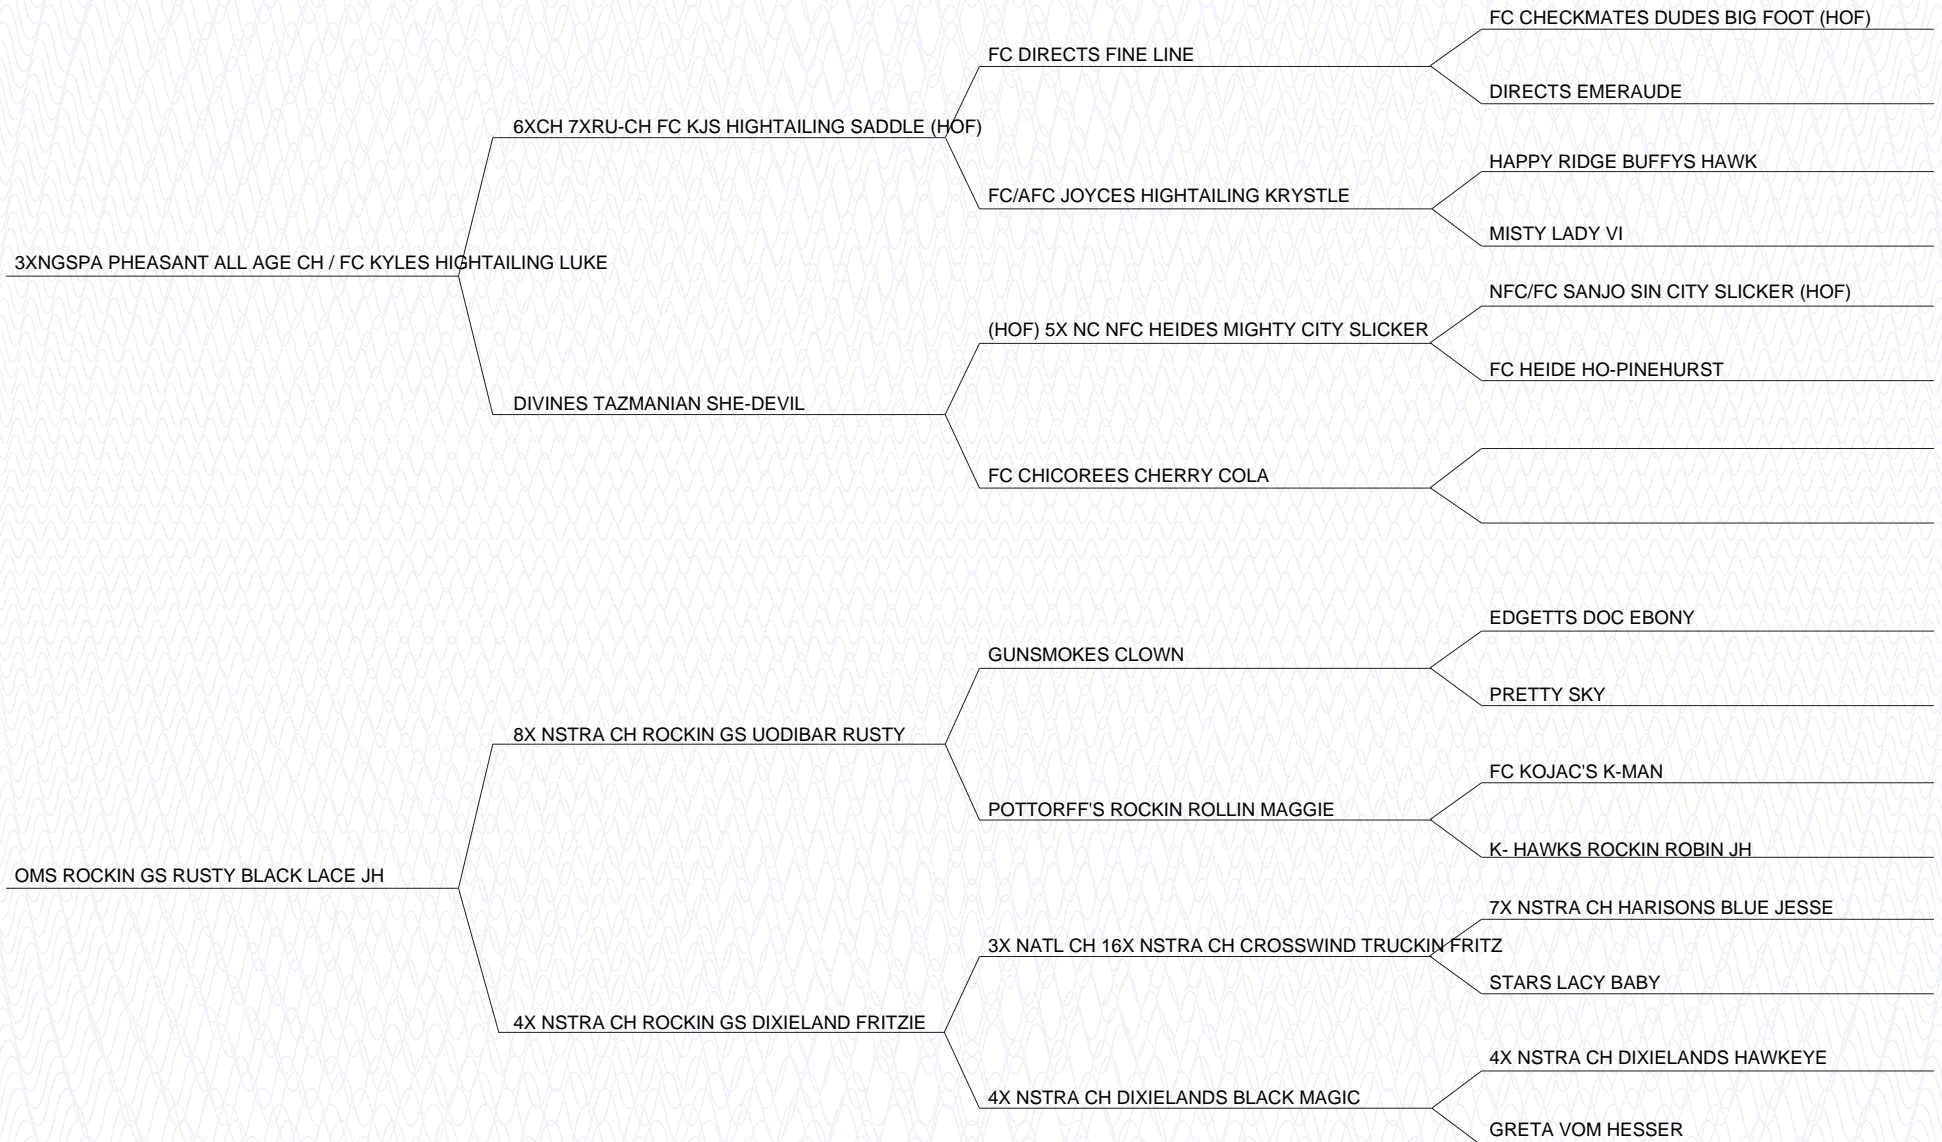 FC CHECKMATES DUDES BIG FOOT (HOF)
FC DIRECTS FINE LINE
DIRECTS EMERAUDE
6XCH 7XRU-CH FC KJS HIGHTAILING SADDLE (HOF)
HAPPY RIDGE BUFFYS HAWK
FC/AFC JOYCES HIGHTAILING KRYSTLE
MISTY LADY VI
3XNGSPA PHEASANT ALL AGE CH / FC KYLES HIGHTAILING LUKE
NFC/FC SANJO SIN CITY SLICKER (HOF)
(HOF) 5X NC NFC HEIDES MIGHTY CITY SLICKER
FC HEIDE HO-PINEHURST
DIVINES TAZMANIAN SHE-DEVIL
FC CHICOREES CHERRY COLA
EDGETTS DOC EBONY
GUNSMOKES CLOWN
PRETTY SKY
8X NSTRA CH ROCKIN GS UODIBAR RUSTY
FC KOJAC'S K-MAN
POTTORFF'S ROCKIN ROLLIN MAGGIE
K- HAWKS ROCKIN ROBIN JH
OMS ROCKIN GS RUSTY BLACK LACE JH
7X NSTRA CH HARISONS BLUE JESSE
3X NATL CH 16X NSTRA CH CROSSWIND TRUCKIN FRITZ
STARS LACY BABY
4X NSTRA CH ROCKIN GS DIXIELAND FRITZIE
4X NSTRA CH DIXIELANDS HAWKEYE
4X NSTRA CH DIXIELANDS BLACK MAGIC
GRETA VOM HESSER